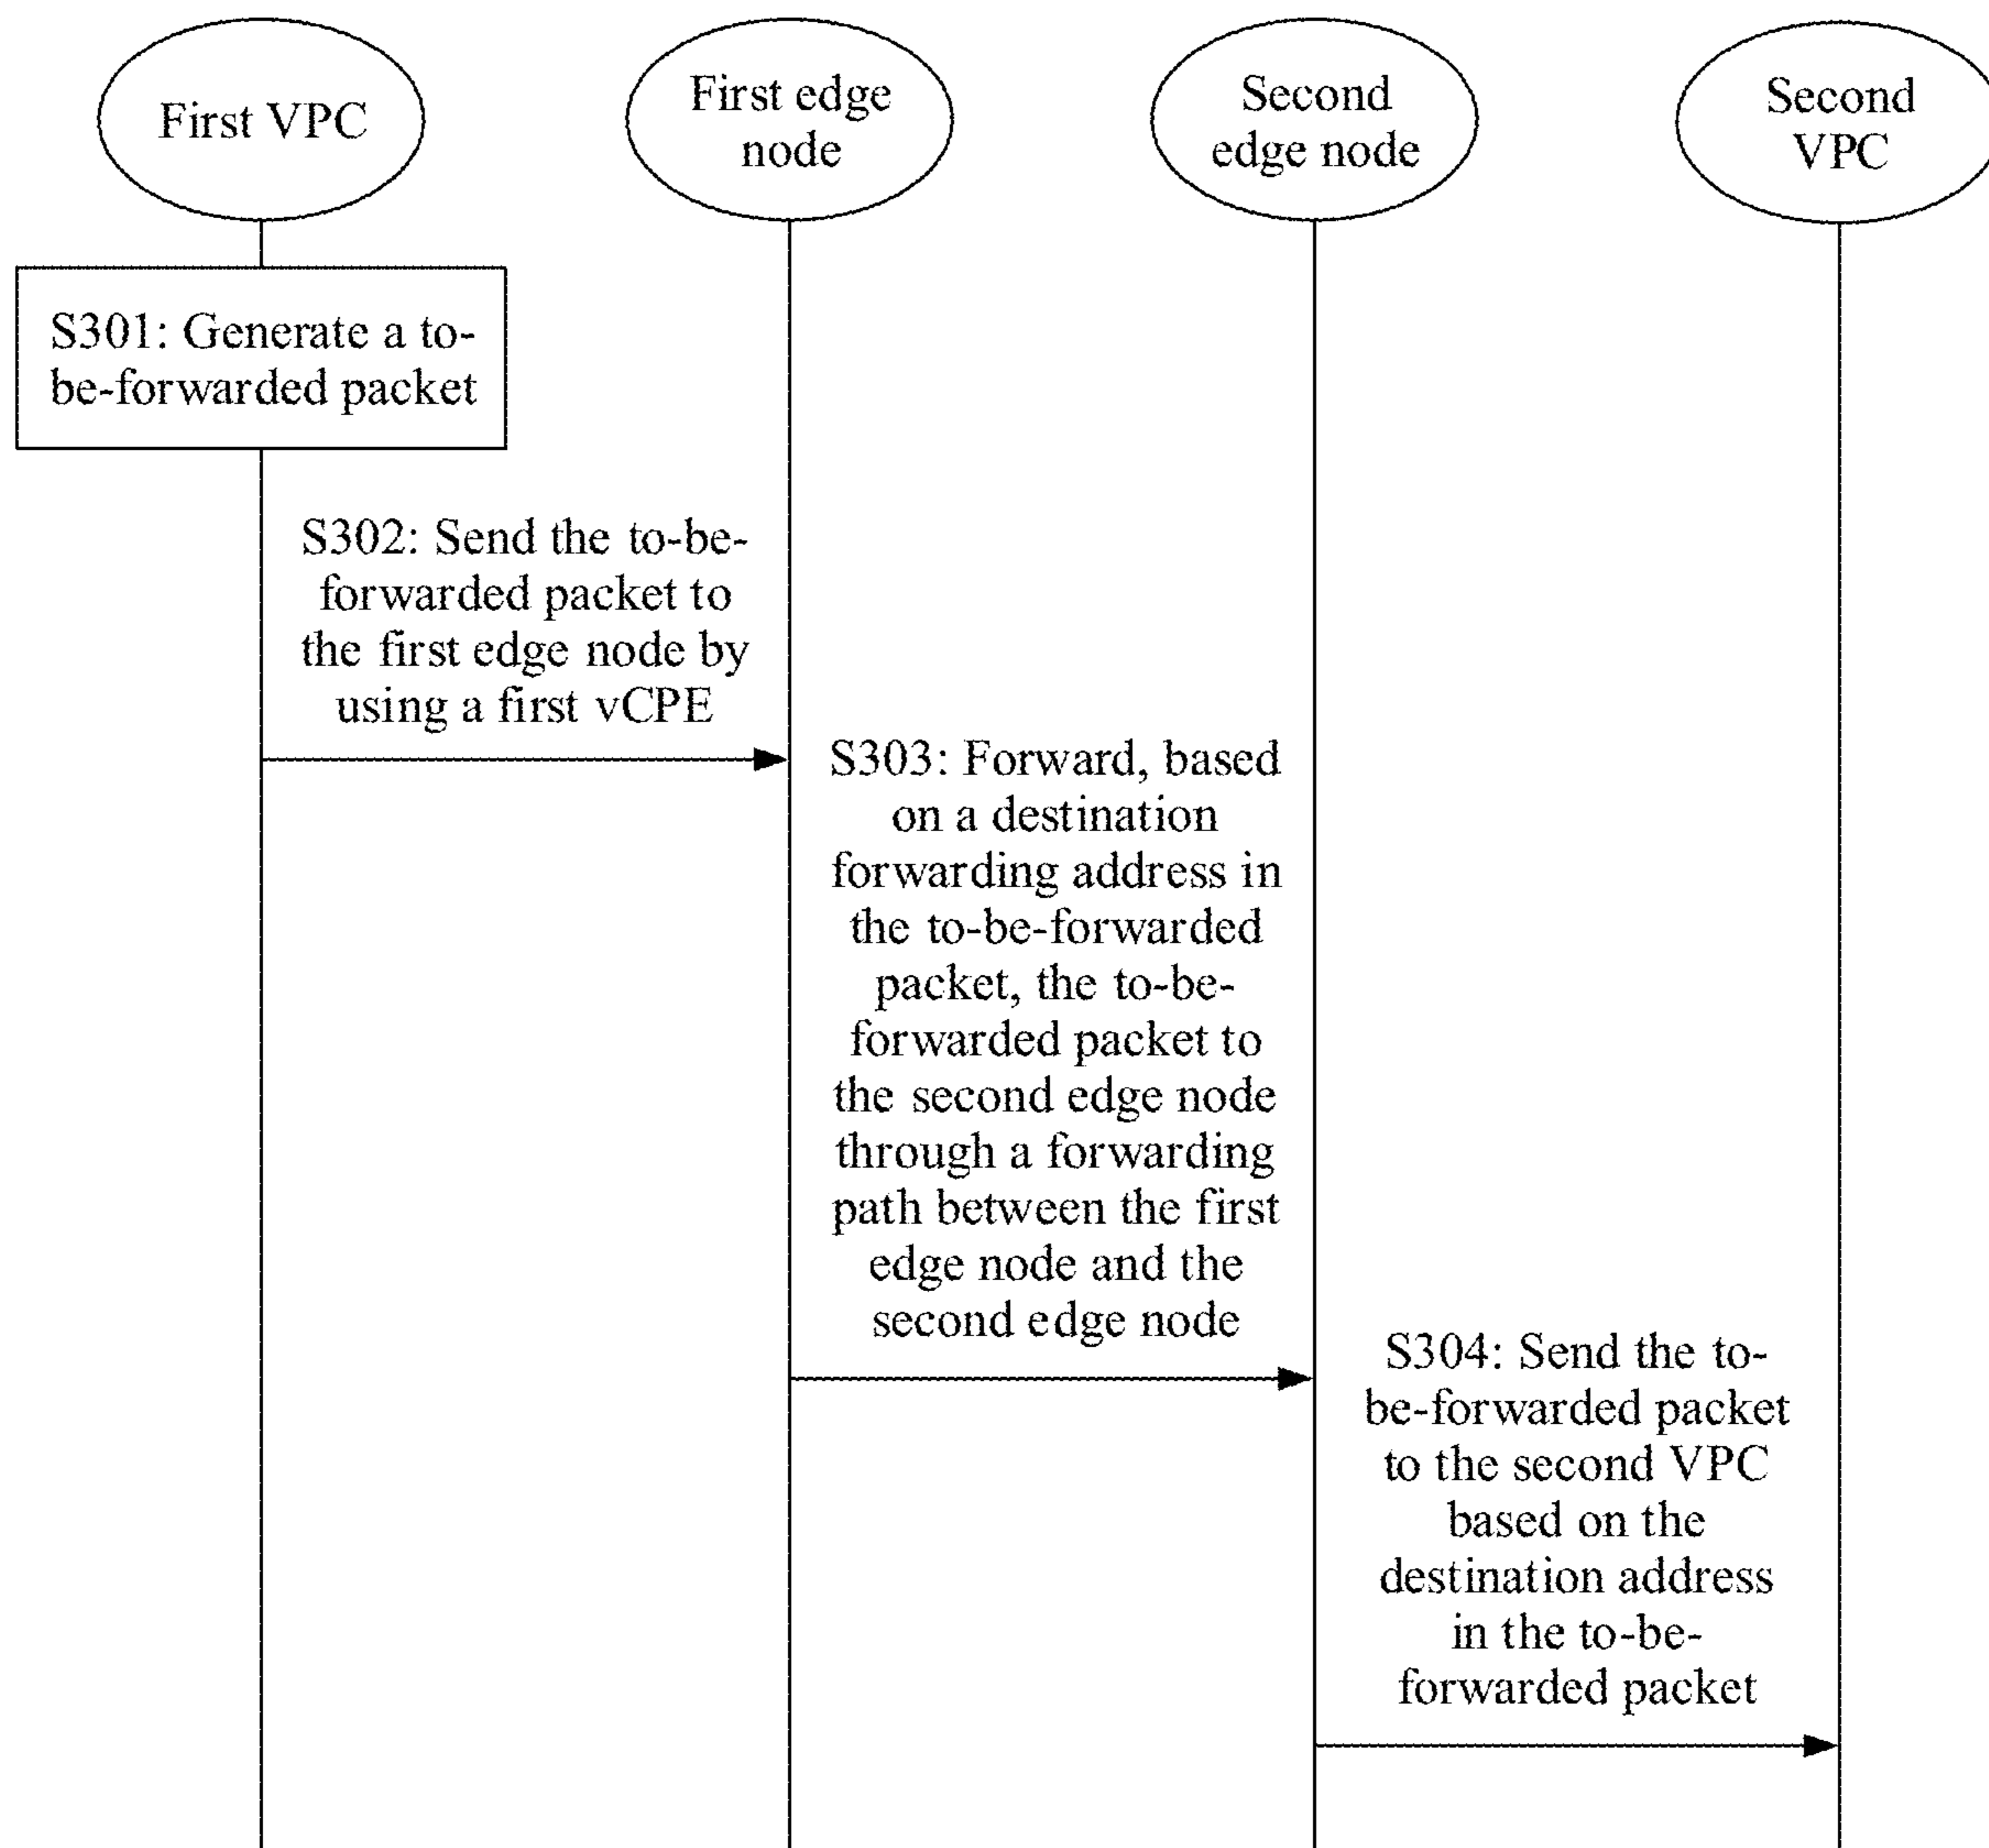 First VPC
First edge
node
Second
edge node
Second
VPC
S301: Generate a to-
be-forwarded packet
S302: Send the to-be-
forwarded packet to
the first edge node by
using a first vCPE
S303: Forward, based
on a destination
forwarding address in
the to-be-forwarded
packet, the to-be-
forwarded packet to
the second edge node
through a forwarding
path between the first
edge node and the
second edge node
S304: Send the to-
be-forwarded packet
to the second VPC
based on the
destination address
in the to-be-
forwarded packet